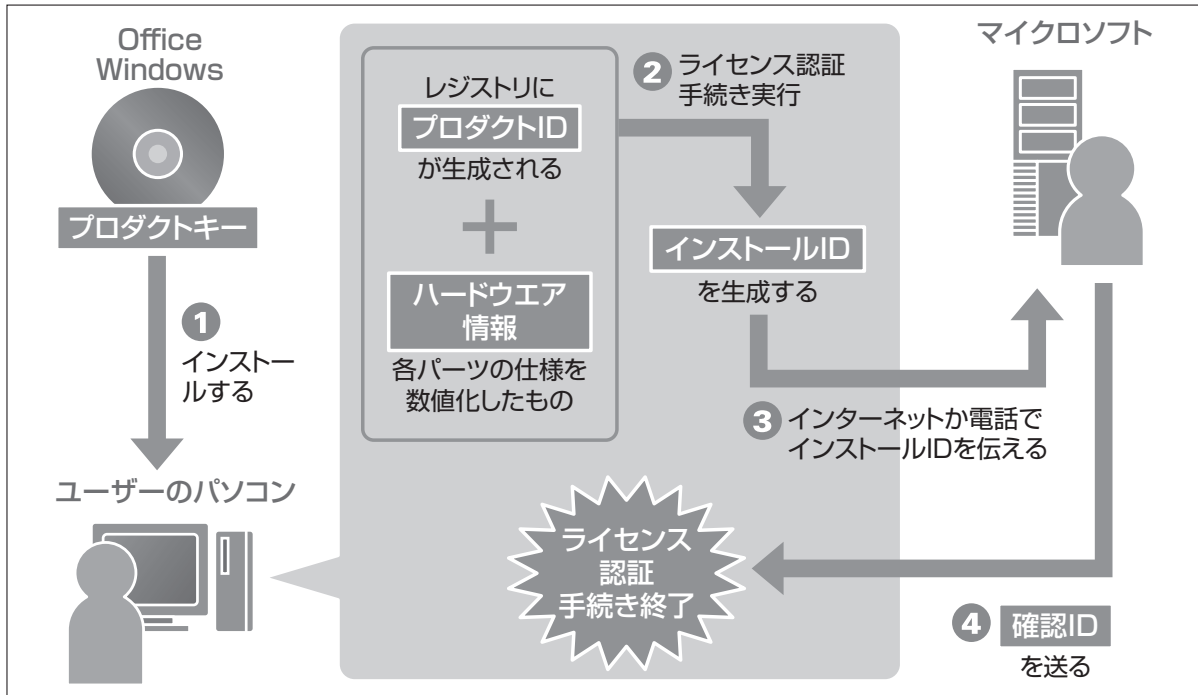 Office
Windows
プロダクトキー
1
インストー
ルする
ユーザーのパソコン
レジストリに
プロダクトID
が生成される
+
ハードウエア
情報
各パーツの仕様を
数値化したもの
2 ライセンス認証
手続き実行
インストールID
を生成する
マイクロソフト
3 インターネットか電話で
インストールIDを伝える
4 確認ID
を送る
ライセンス
認証
手続き終了